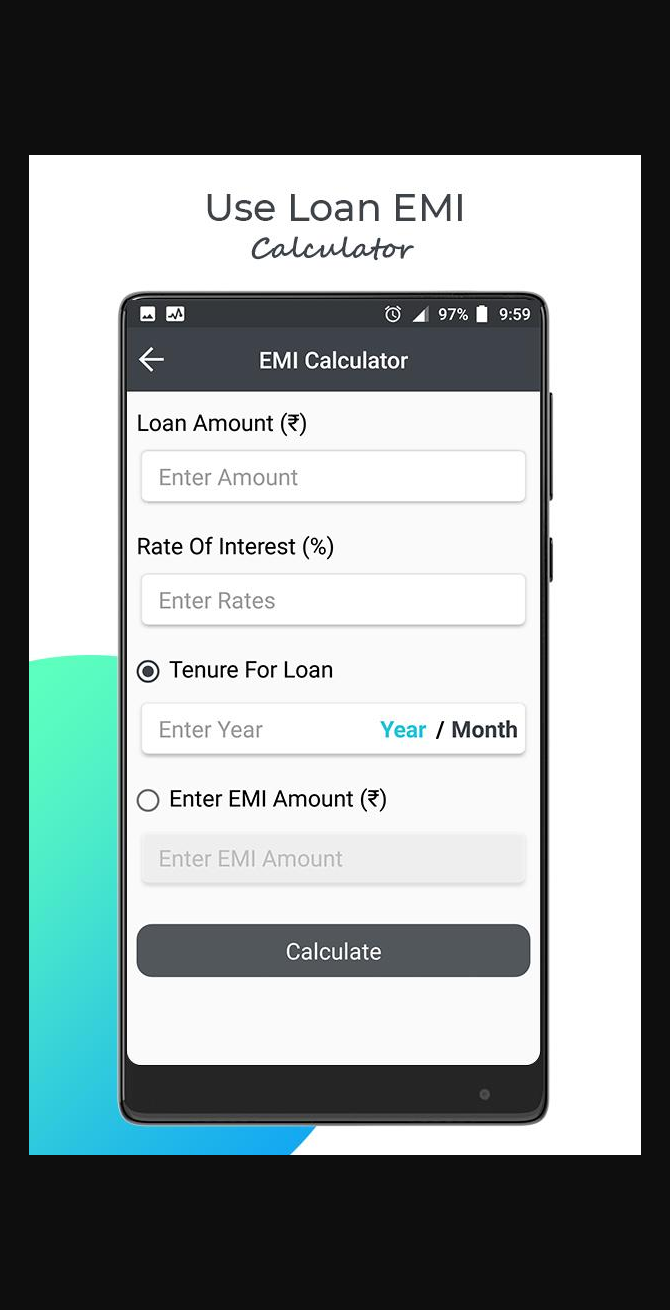 Use Loan EMI
Calculator
97% 9:59
EMI Calculator
Loan Amount (₹)
Enter Amount
Rate Of Interest (%)
Enter Rates
Tenure For Loan
Enter Year Year / Month
Enter EMI Amount (₹)
Enter EMI Amount
Calculate